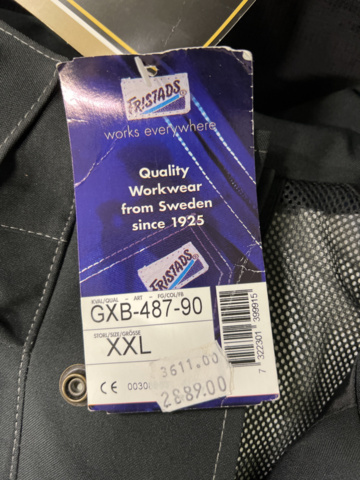 FRISTADS
works everywhere
Quality
Workwear
from Sweden
since 1925
FRISTADS
KVAL/QUAL - ART - FG/COL/FB
GXB-487-90
STORL/SIZE/GRÖSSE
XXL
3611.00
2889.00
CE
7 322301 399915